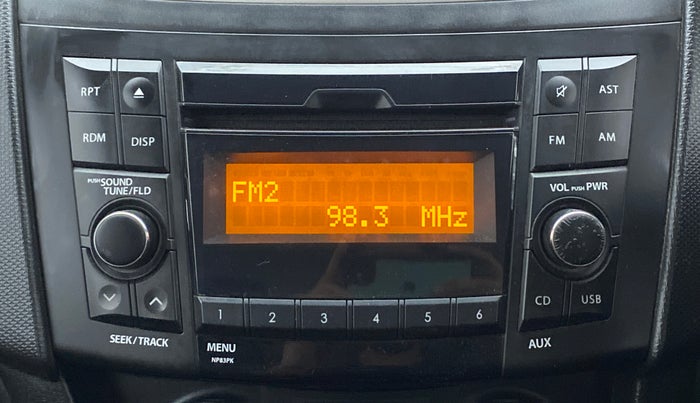 RPT
RDM
DISP
PUSH SOUND
TUNE/FLD
SEEK/TRACK
FM2
98.3 MHz
1 2 3 4 5 6
MENU
NP83PK
AST
FM
AM
VOL PUSH PWR
CD
USB
AUX